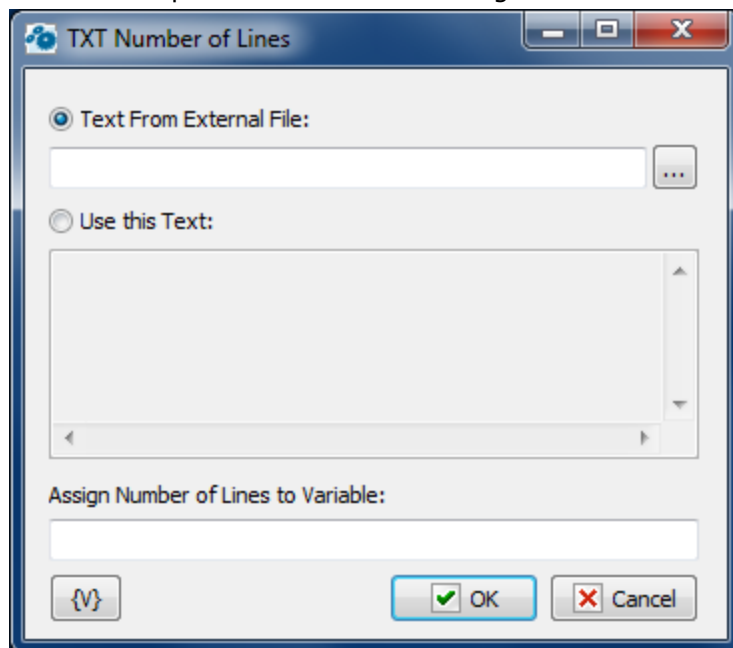 TXT Number of Lines
Text From External File:
...
Use this Text:
Assign Number of Lines to Variable:
{V}
OK
Cancel